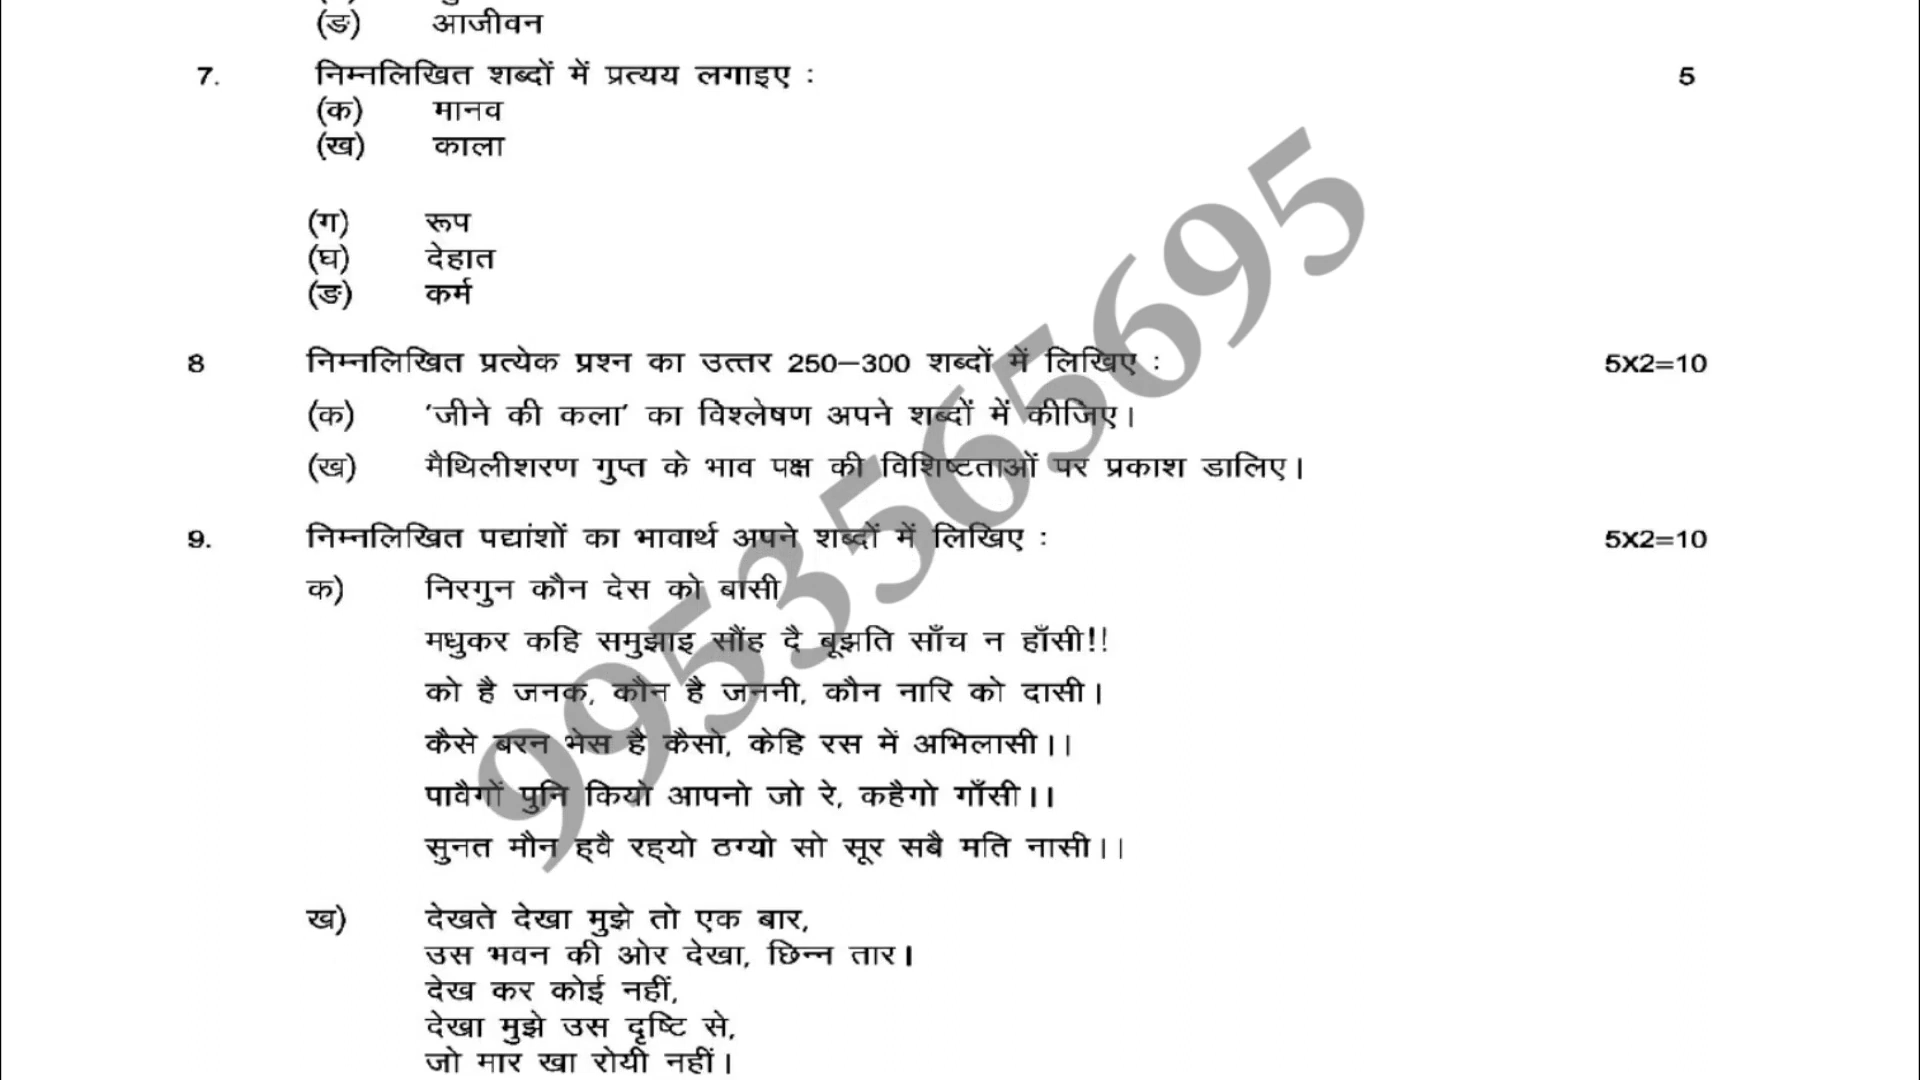 (ङ) आजीवन
7. निम्नलिखित शब्दों में प्रत्यय लगाइए : 5
(क) मानव
(ख) काला
(ग) रूप
(घ) देहात
(ङ) कर्म
8 निम्नलिखित प्रत्येक प्रश्न का उत्तर 250–300 शब्दों में लिखिए : 5X2=10
(क) 'जीने की कला' का विश्लेषण अपने शब्दों में कीजिए।
(ख) मैथिलीशरण गुप्त के भाव पक्ष की विशिष्टताओं पर प्रकाश डालिए।
9. निम्नलिखित पद्यांशों का भावार्थ अपने शब्दों में लिखिए : 5X2=10
क) निरगुन कौन देस को बासी
मधुकर कहि समुझाइ सौंह दै बूझति साँच न हाँसी!!
को है जनक, कौन है जननी, कौन नारि को दासी।
कैसे बरन भेस है कैसो, केहि रस में अभिलासी।।
पावैगों पुनि कियो आपनो जो रे, कहैगो गाँसी।।
सुनत मौन ह्वै रह्यो ठग्यो सो सूर सबै मति नासी।।
ख) देखते देखा मुझे तो एक बार,
उस भवन की ओर देखा, छिन्न तार।
देख कर कोई नहीं,
देखा मुझे उस दृष्टि से,
जो मार खा रोयी नहीं।
9953565695